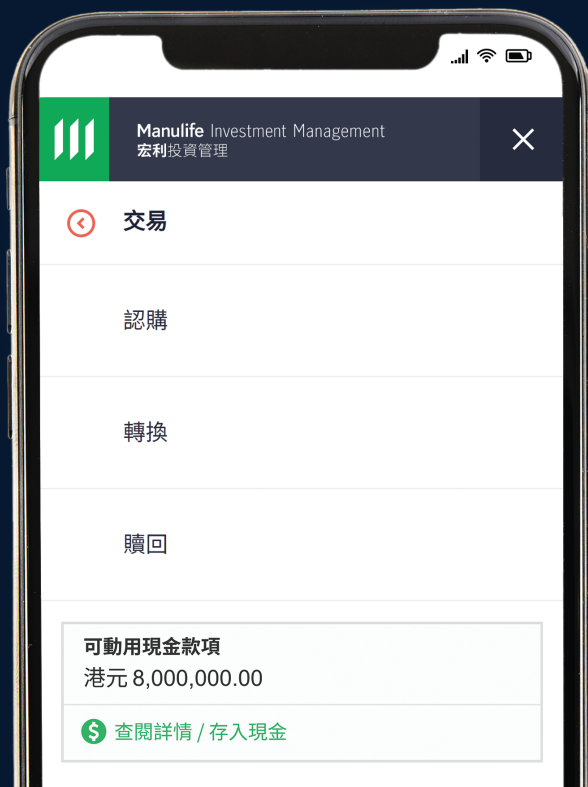 Manulife Investment Management
宏利投資管理
交易
認購
轉換
贖回
可動用現金款項
港元 8,000,000.00
查閱詳情 / 存入現金